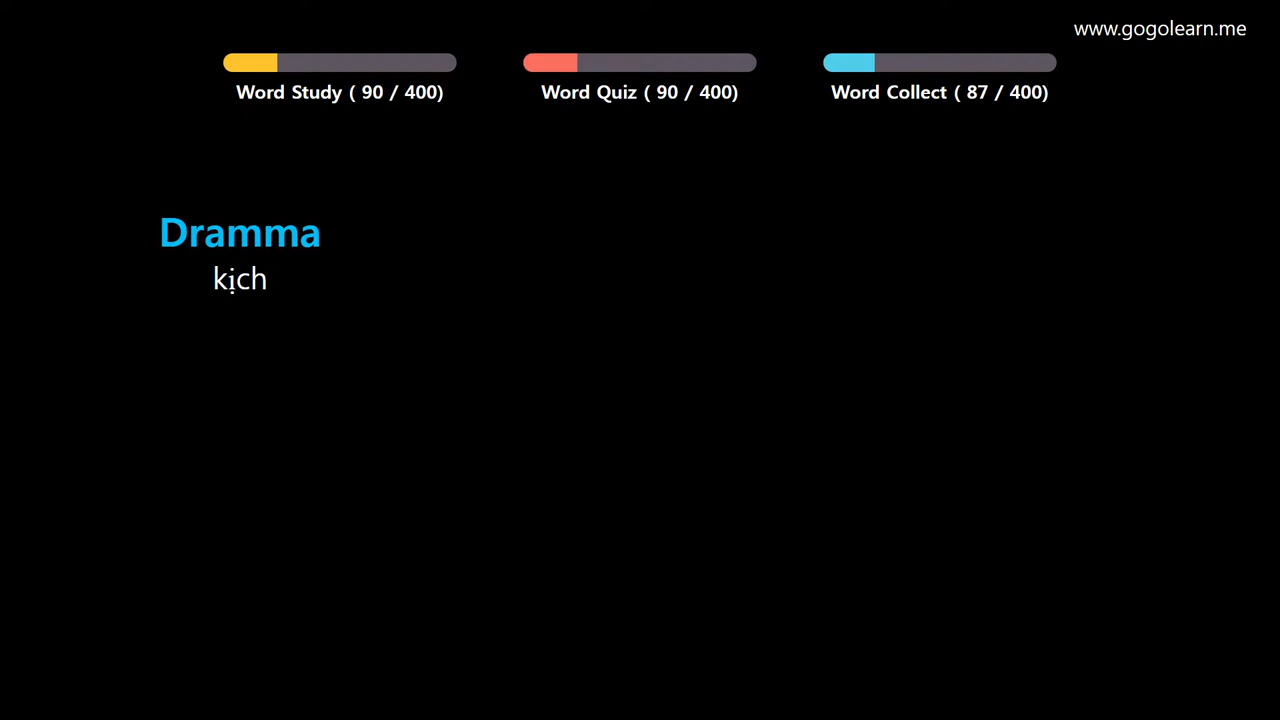 www.gogolearn.me
Word Study ( 90 / 400)
Word Quiz ( 90 / 400)
Word Collect ( 87 / 400)
Dramma
kịch